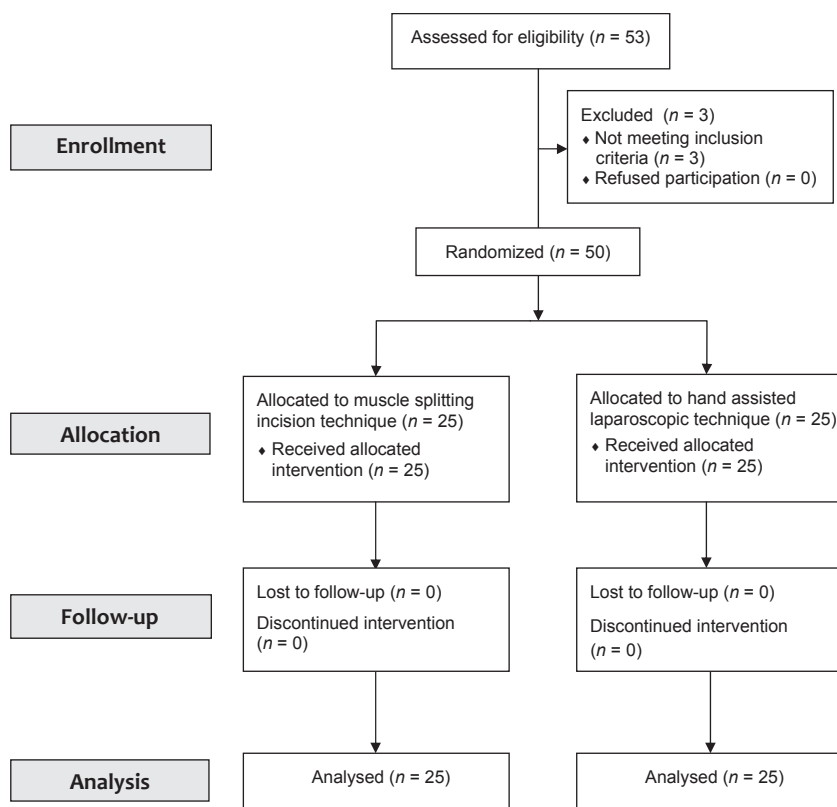 Assessed for eligibility (n = 53)
Enrollment
Excluded (n = 3)
♦ Not meeting inclusion
criteria (n = 3)
♦ Refused participation (n = 0)
Randomized (n = 50)
Allocation
Allocated to muscle splitting
incision technique (n = 25)
♦ Received allocated
intervention (n = 25)
Allocated to hand assisted
laparoscopic technique (n = 25)
♦ Received allocated
intervention (n = 25)
Follow-up
Lost to follow-up (n = 0)
Discontinued intervention
(n = 0)
Lost to follow-up (n = 0)
Discontinued intervention
(n = 0)
Analysis
Analysed (n = 25)
Analysed (n = 25)